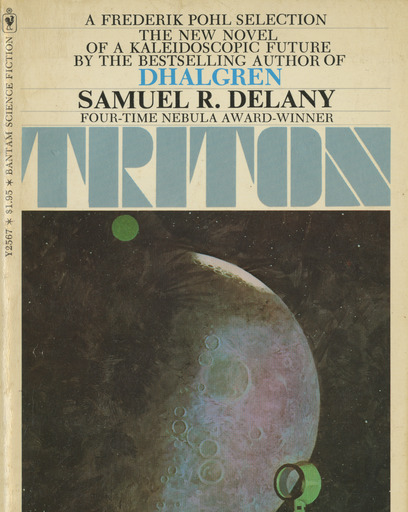 A FREDERIK POHL SELECTION
THE NEW NOVEL
OF A KALEIDOSCOPIC FUTURE
BY THE BESTSELLING AUTHOR OF
DHALGREN
SAMUEL R. DELANY
FOUR-TIME NEBULA AWARD-WINNER
TRITON
Y2567 * $1.95 * BANTAM SCIENCE FICTION